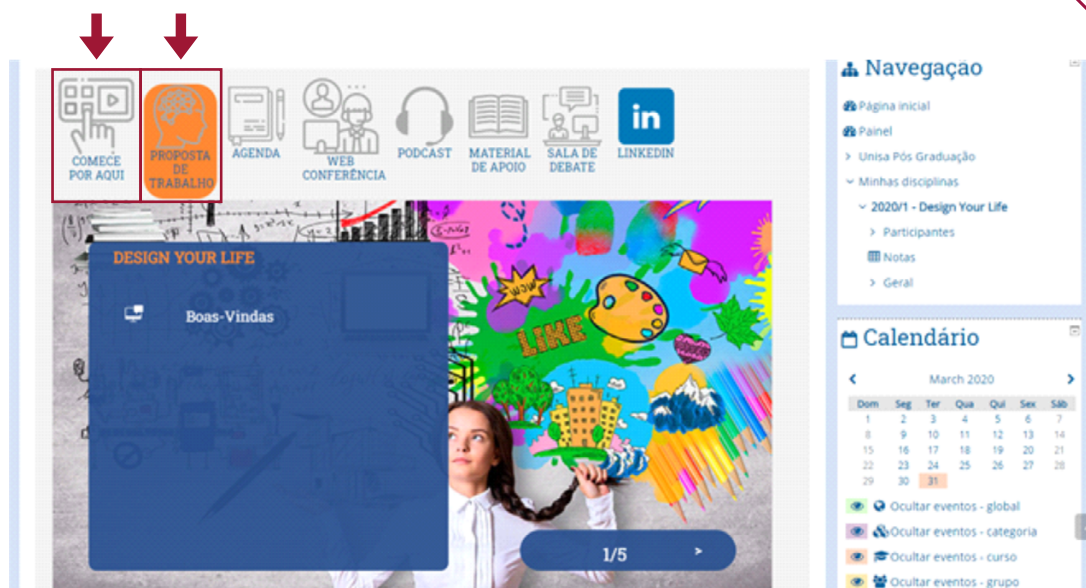 COMECE
POR AQUI
PROPOSTA
DE
TRABALHO
AGENDA
WEB
CONFERÊNCIA
PODCAST
MATERIAL
DE APOIO
SALA DE
DEBATE
in
LINKEDIN
DESIGN YOUR LIFE
Boas-Vindas
WOW
LIKE
1/5 >
Navegação
Página inicial
Painel
> Unisa Pós Graduação
Minhas disciplinas
2020/1 - Design Your Life
> Participantes
Notas
> Geral
Calendário
March 2020
Dom Seg Ter Qua Qui Sex Sáb
1 2 3 4 5 6 7
8 9 10 11 12 13 14
15 16 17 18 19 20 21
22 23 24 25 26 27 28
29 30 31
Ocultar eventos - global
Ocultar eventos - categoria
Ocultar eventos - curso
Ocultar eventos - grupo